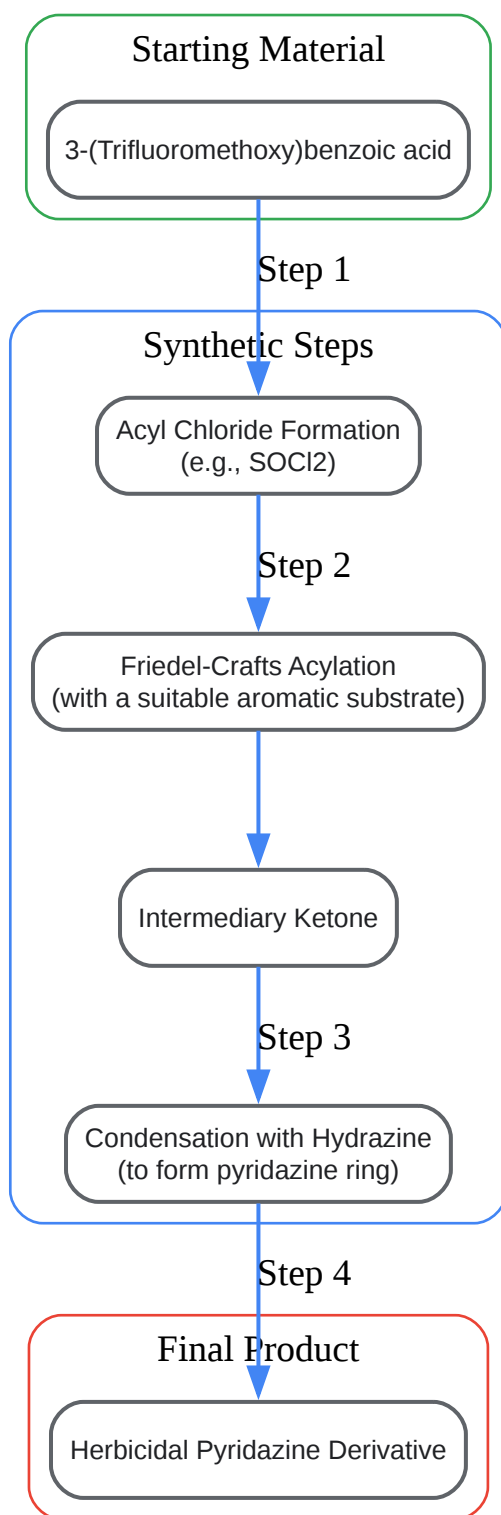 Starting Material
3-(Trifluoromethoxy)benzoic acid
Step 1
Synthetic Steps
Acyl Chloride Formation
(e.g., SOCl2)
Step 2
Friedel-Crafts Acylation
(with a suitable aromatic substrate)
Intermediary Ketone
Step 3
Condensation with Hydrazine
(to form pyridazine ring)
Step 4
Final Product
Herbicidal Pyridazine Derivative